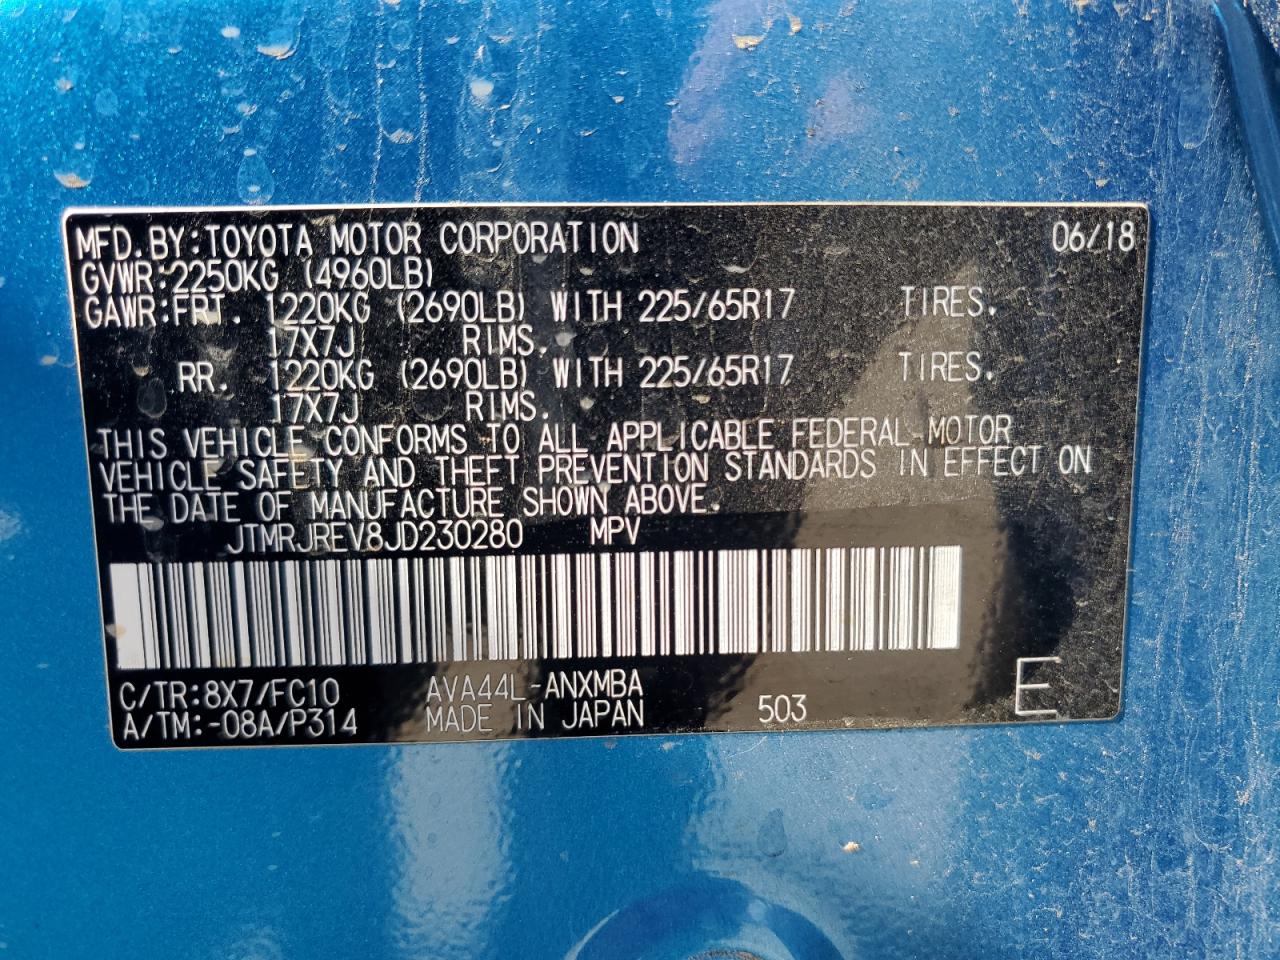 MFD.BY:TOYOTA MOTOR CORPORATION 06/18
GVWR:2250KG (4960LB)
GAWR:FRT. 1220KG (2690LB) WITH 225/65R17 TIRES.
17X7J RIMS.
RR. 1220KG (2690LB) WITH 225/65R17 TIRES.
17X7J RIMS.
THIS VEHICLE CONFORMS TO ALL APPLICABLE FEDERAL MOTOR
VEHICLE SAFETY AND THEFT PREVENTION STANDARDS IN EFFECT ON
THE DATE OF MANUFACTURE SHOWN ABOVE.
JTMRJREV8JD230280 MPV
C/TR:8X7/FC10 AVA44L-ANXMBA
A/TM:-08A/P314 MADE IN JAPAN 503 E